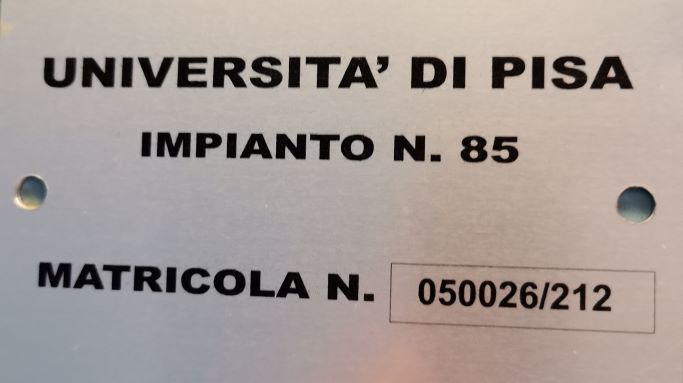 UNIVERSITA' DI PISA
IMPIANTO N. 85
MATRICOLA N. 050026/212